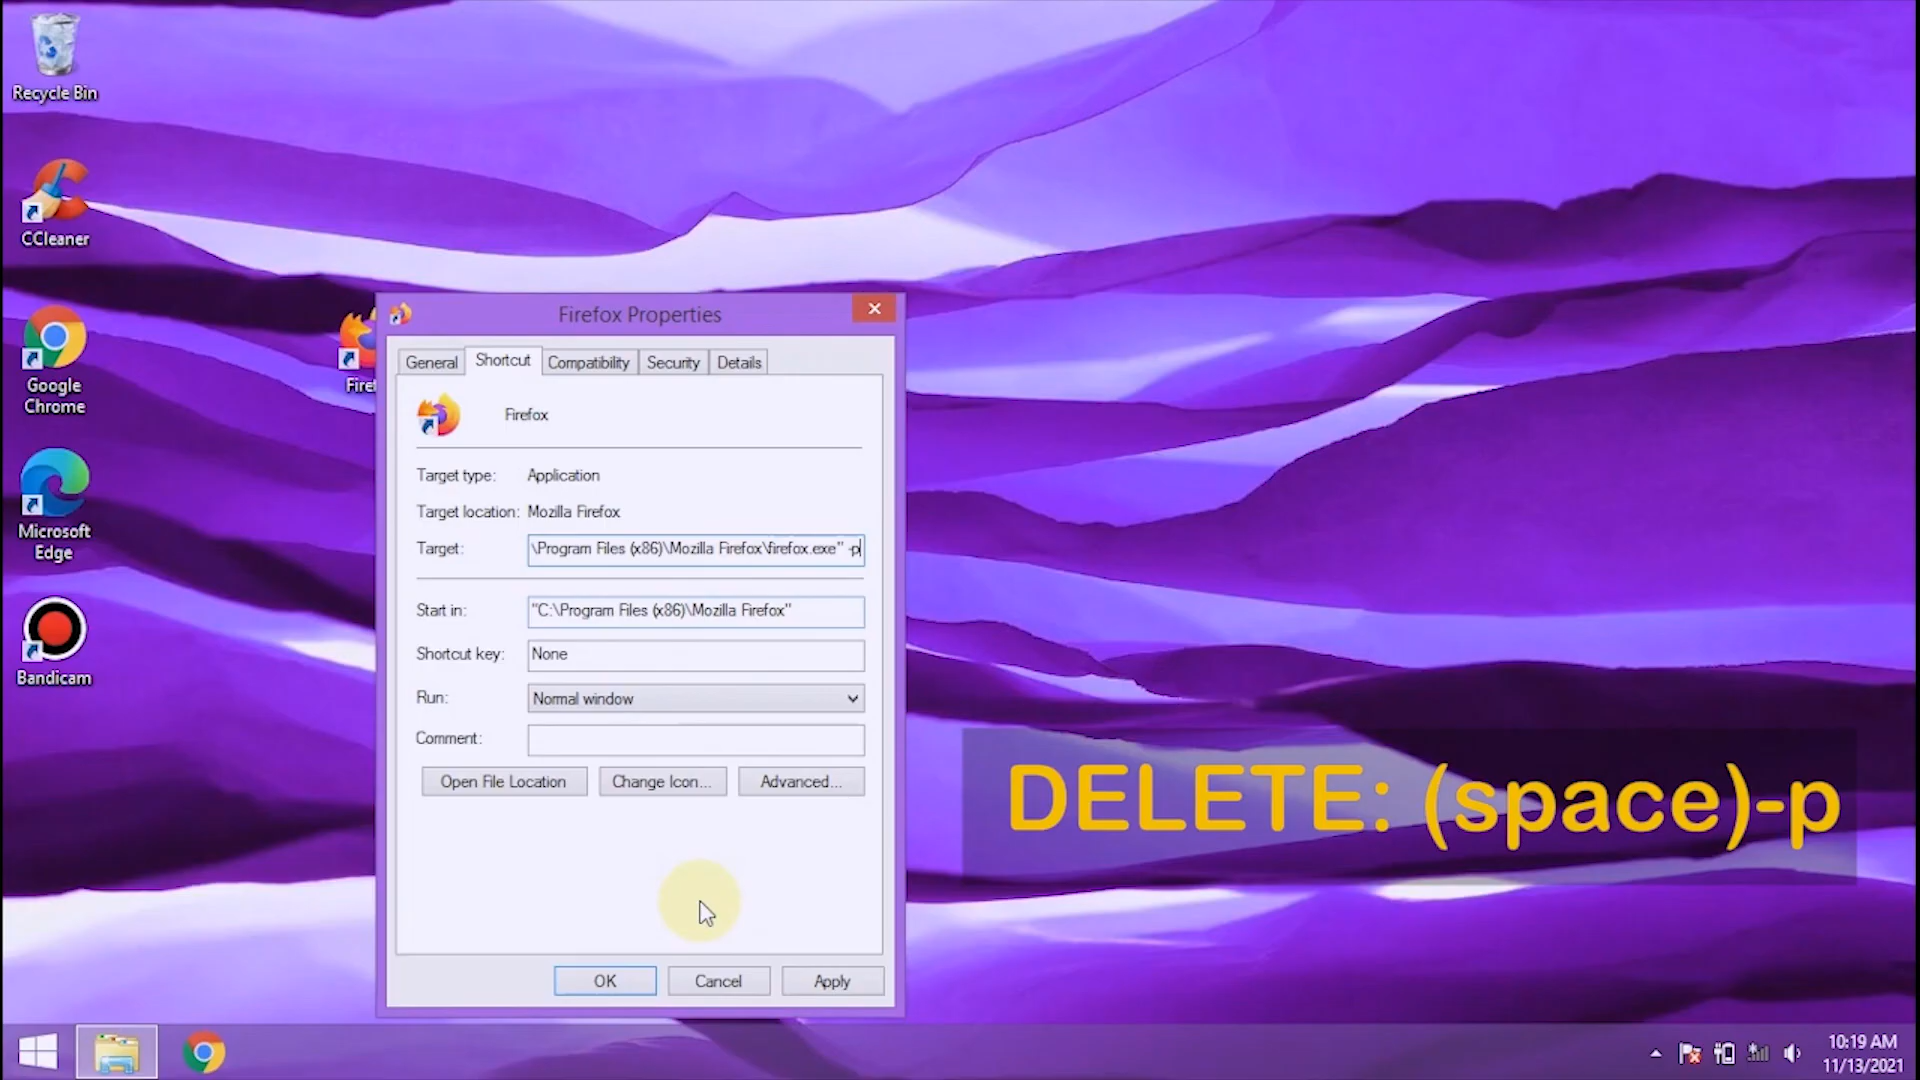 Recycle Bin
CCleaner
Google
Chrome
Microsoft
Edge
Bandicam
Firef
Firefox Properties
General Shortcut Compatibility Security Details
Firefox
Target type: Application
Target location: Mozilla Firefox
Target: \Program Files (x86)\Mozilla Firefox\firefox.exe" -p
Start in: "C:\Program Files (x86)\Mozilla Firefox"
Shortcut key: None
Run: Normal window
Comment:
Open File Location Change Icon... Advanced...
OK Cancel Apply
DELETE: (space)-p
10:19 AM
11/13/2021